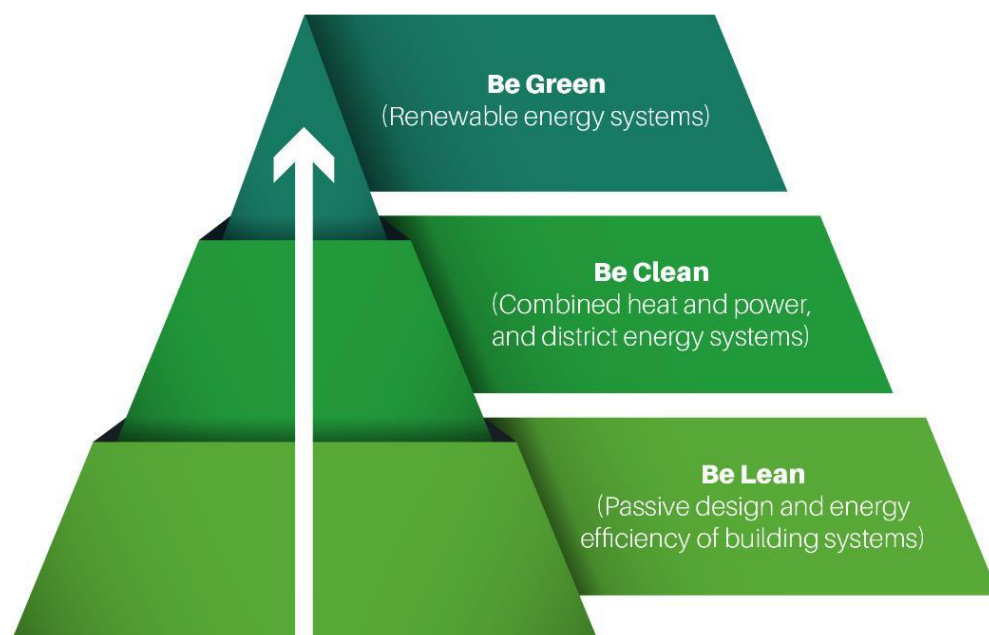 Be Green
(Renewable energy systems)
Be Clean
(Combined heat and power,
and district energy systems)
Be Lean
(Passive design and energy
efficiency of building systems)